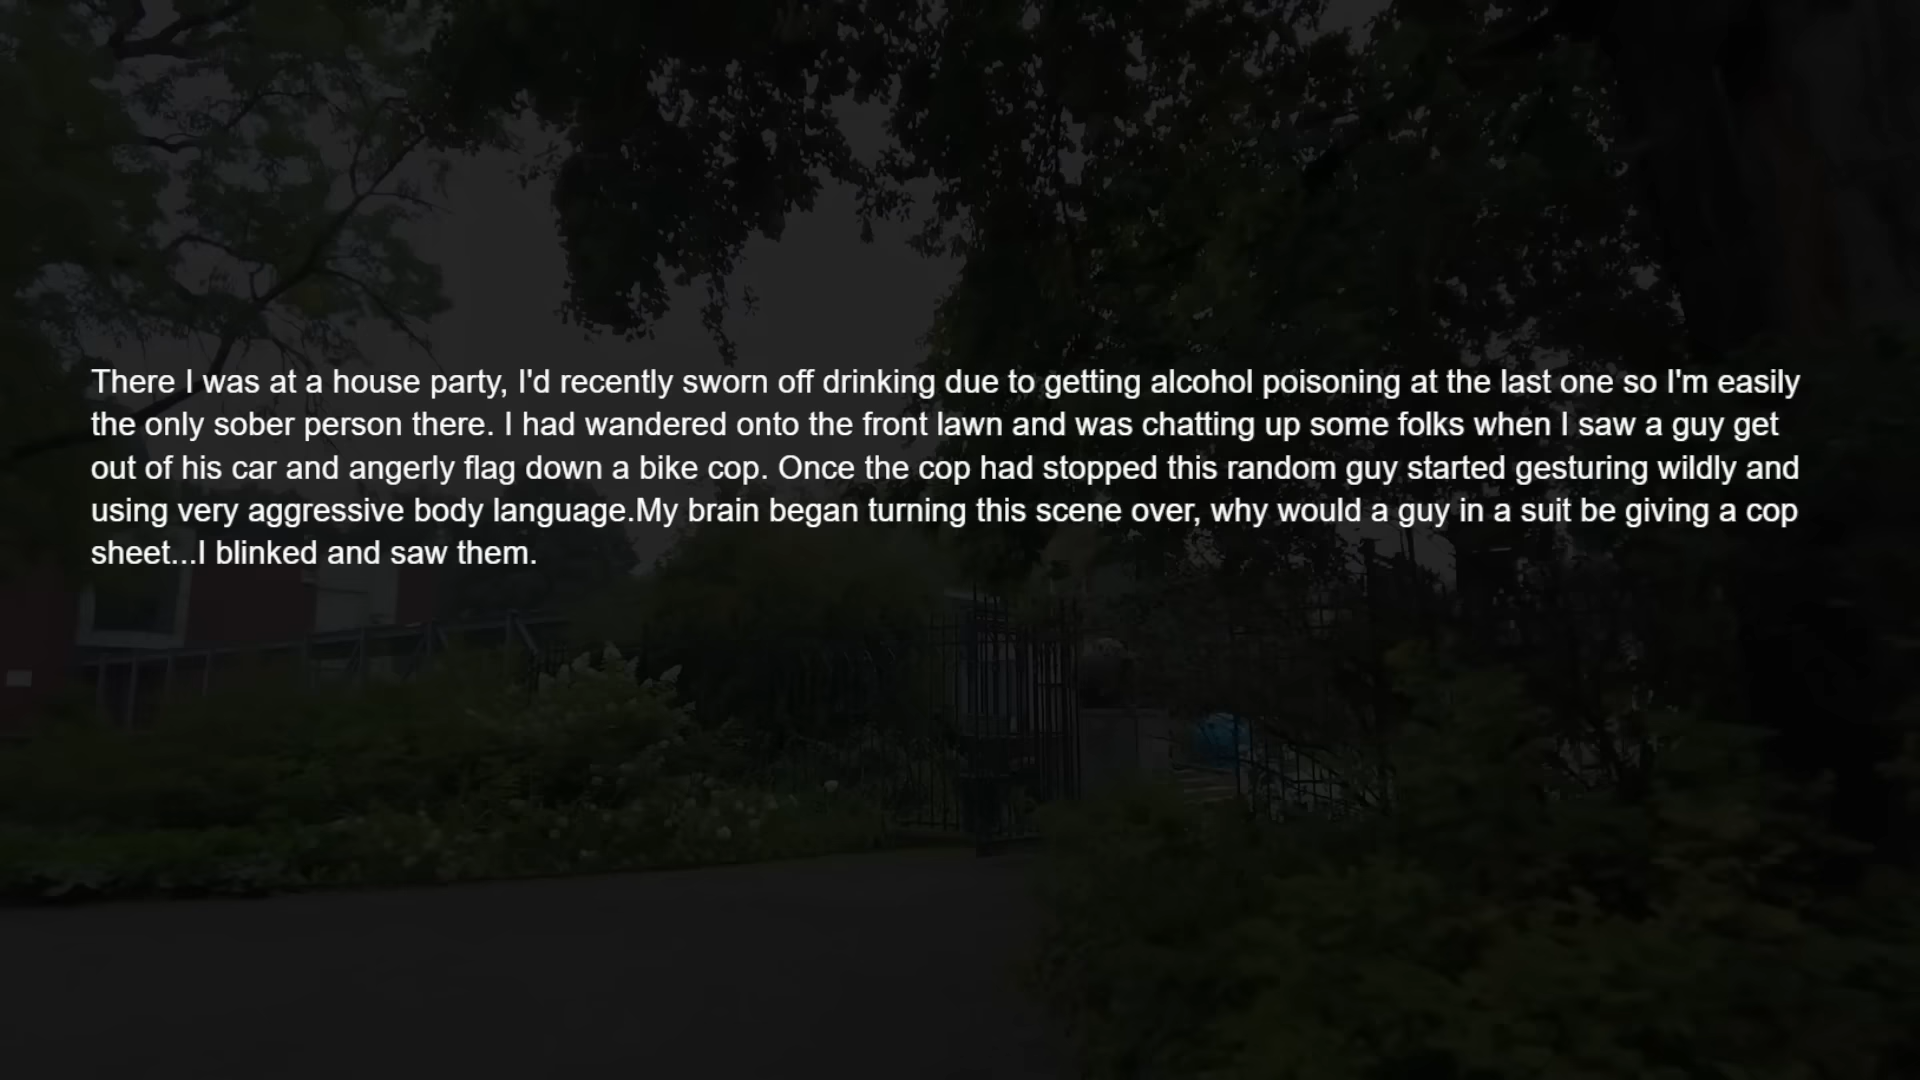 There I was at a house party, I'd recently sworn off drinking due to getting alcohol poisoning at the last one so I'm easily
the only sober person there. I had wandered onto the front lawn and was chatting up some folks when I saw a guy get
out of his car and angerly flag down a bike cop. Once the cop had stopped this random guy started gesturing wildly and
using very aggressive body language.My brain began turning this scene over, why would a guy in a suit be giving a cop
sheet...I blinked and saw them.